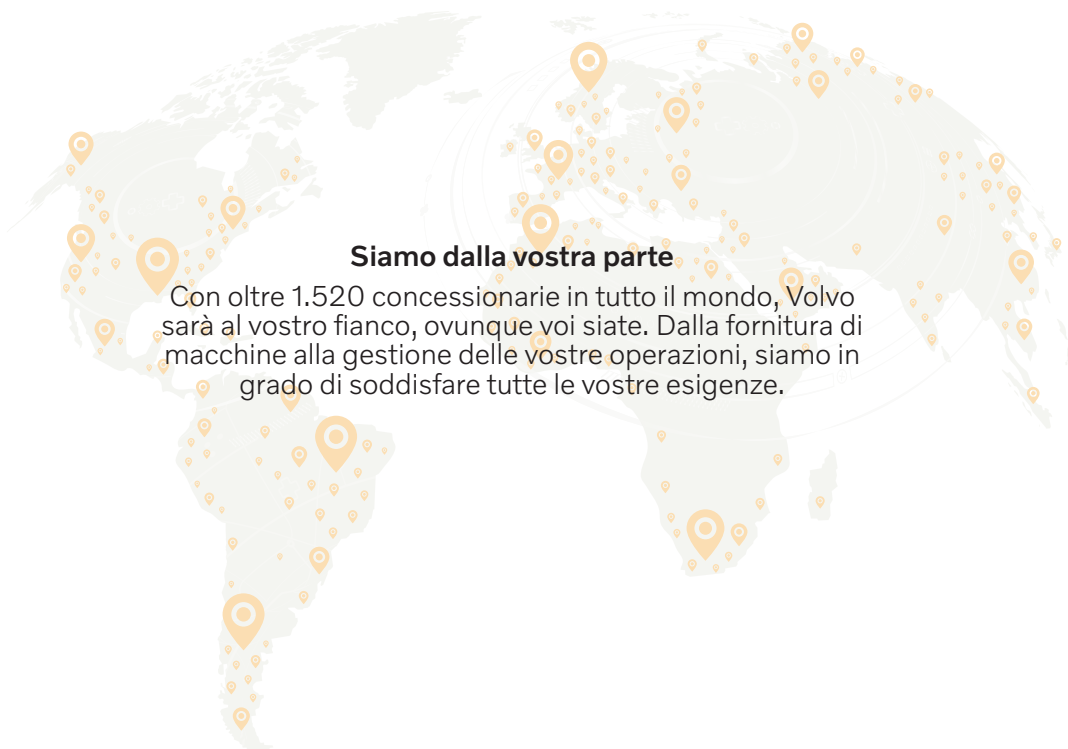 Siamo dalla vostra parte
Con oltre 1.520 concessionarie in tutto il mondo, Volvo
sarà al vostro fianco, ovunque voi siate. Dalla fornitura di
macchine alla gestione delle vostre operazioni, siamo in
grado di soddisfare tutte le vostre esigenze.